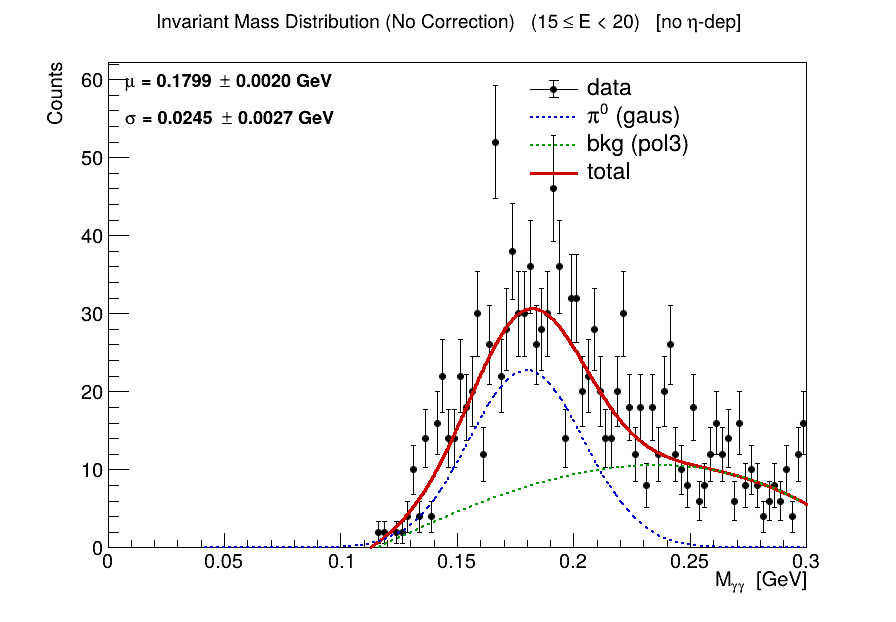 Invariant Mass Distribution (No Correction) (15 ≤ E < 20) [no η-dep]
Counts
μ = 0.1799 ± 0.0020 GeV
σ = 0.0245 ± 0.0027 GeV
data
π⁰ (gaus)
bkg (pol3)
total
60
50
40
30
20
10
0
0 0.05 0.1 0.15 0.2 0.25 0.3
M_γγ [GeV]